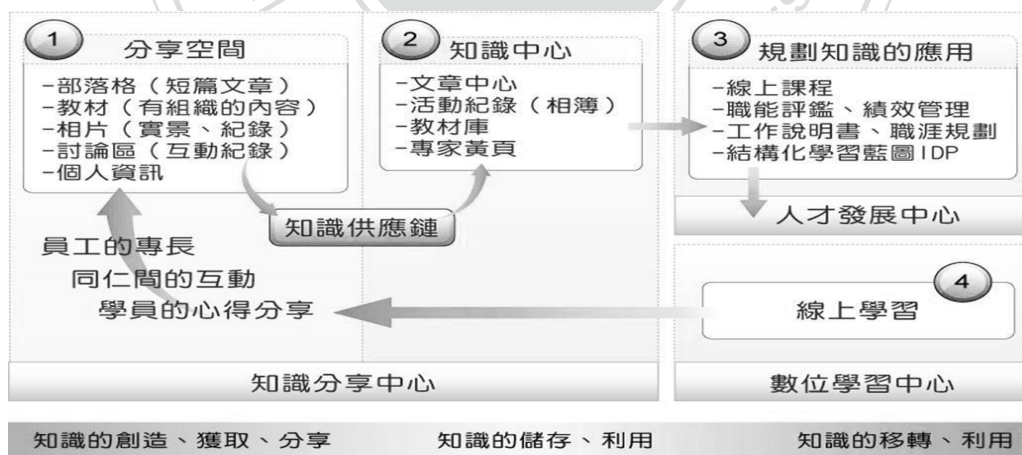 1
分享空間
-部落格（短篇文章）
-教材（有組織的內容）
-相片（實景、紀錄）
-討論區（互動紀錄）
-個人資訊
2
知識中心
-文章中心
-活動紀錄（相簿）
-教材庫
-專家黃頁
3
規劃知識的應用
-線上課程
-職能評鑑、績效管理
-工作說明書、職涯規劃
-結構化學習藍圖IDP
知識供應鏈
人才發展中心
員工的專長
同仁間的互動
學員的心得分享
4
線上學習
知識分享中心
數位學習中心
知識的創造、獲取、分享
知識的儲存、利用
知識的移轉、利用